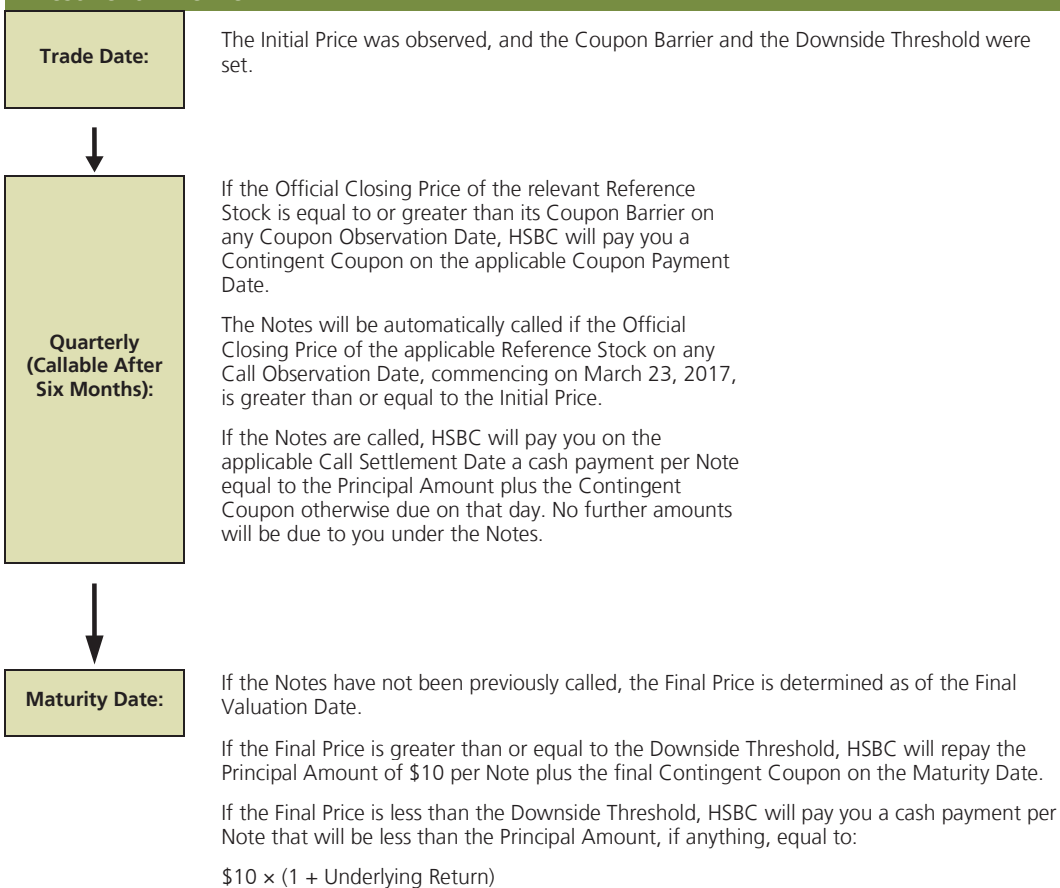 Trade Date:
The Initial Price was observed, and the Coupon Barrier and the Downside Threshold were
set.
Quarterly
(Callable After
Six Months):
If the Official Closing Price of the relevant Reference
Stock is equal to or greater than its Coupon Barrier on
any Coupon Observation Date, HSBC will pay you a
Contingent Coupon on the applicable Coupon Payment
Date.
The Notes will be automatically called if the Official
Closing Price of the applicable Reference Stock on any
Call Observation Date, commencing on March 23, 2017,
is greater than or equal to the Initial Price.
If the Notes are called, HSBC will pay you on the
applicable Call Settlement Date a cash payment per Note
equal to the Principal Amount plus the Contingent
Coupon otherwise due on that day. No further amounts
will be due to you under the Notes.
Maturity Date:
If the Notes have not been previously called, the Final Price is determined as of the Final
Valuation Date.
If the Final Price is greater than or equal to the Downside Threshold, HSBC will repay the
Principal Amount of $10 per Note plus the final Contingent Coupon on the Maturity Date.
If the Final Price is less than the Downside Threshold, HSBC will pay you a cash payment per
Note that will be less than the Principal Amount, if anything, equal to:
$10 × (1 + Underlying Return)